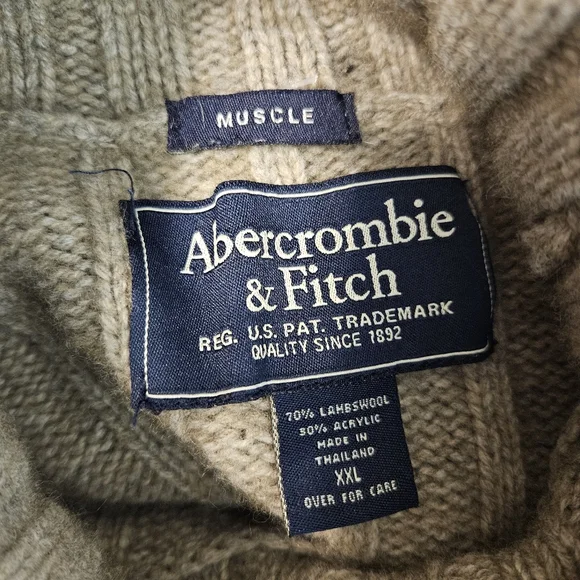 MUSCLE
Abercrombie
& Fitch
REG. U.S. PAT. TRADEMARK
QUALITY SINCE 1892
70% LAMBSWOOL
30% ACRYLIC
MADE IN
THAILAND
XXL
OVER FOR CARE